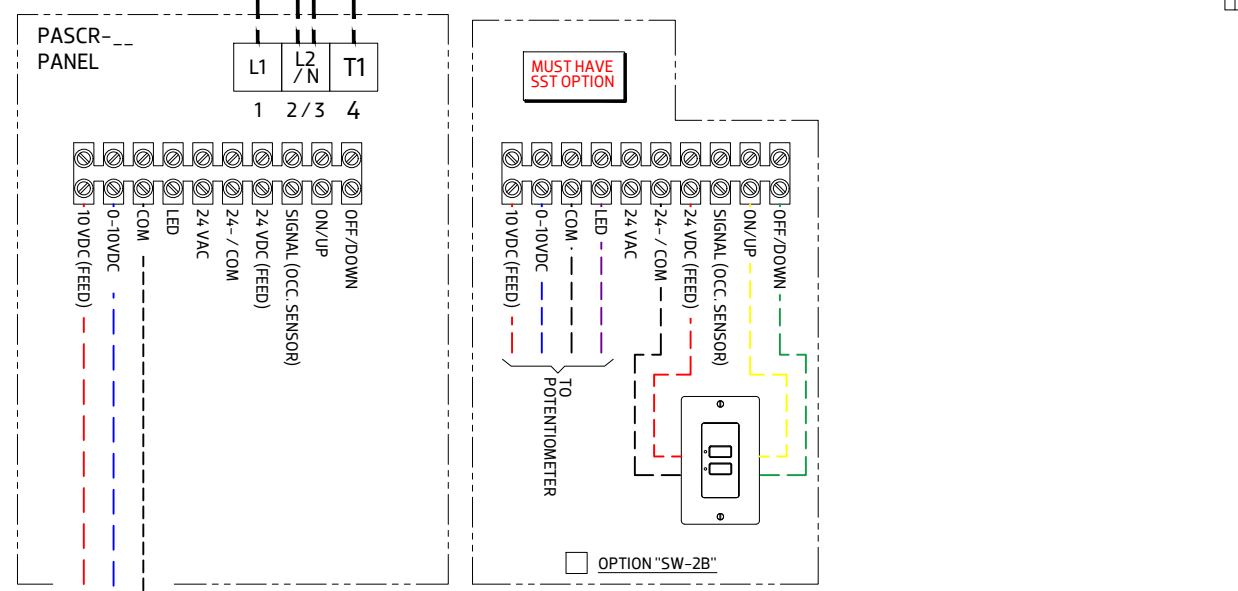 PASCR-__
PANEL
L1
L2
/ N
T1
1
2/3
4
10 VDC (FEED)
0-10VDC
COM
LED
24 VAC
24- / COM
24 VDC (FEED)
SIGNAL (OCC. SENSOR)
ON/UP
OFF/DOWN
MUST HAVE
SST OPTION
10 VDC (FEED)
0-10VDC
COM
LED
24 VAC
24- / COM
24 VDC (FEED)
SIGNAL (OCC. SENSOR)
ON/UP
OFF/DOWN
TO
POTENTIOMETER
OPTION "SW-2B"